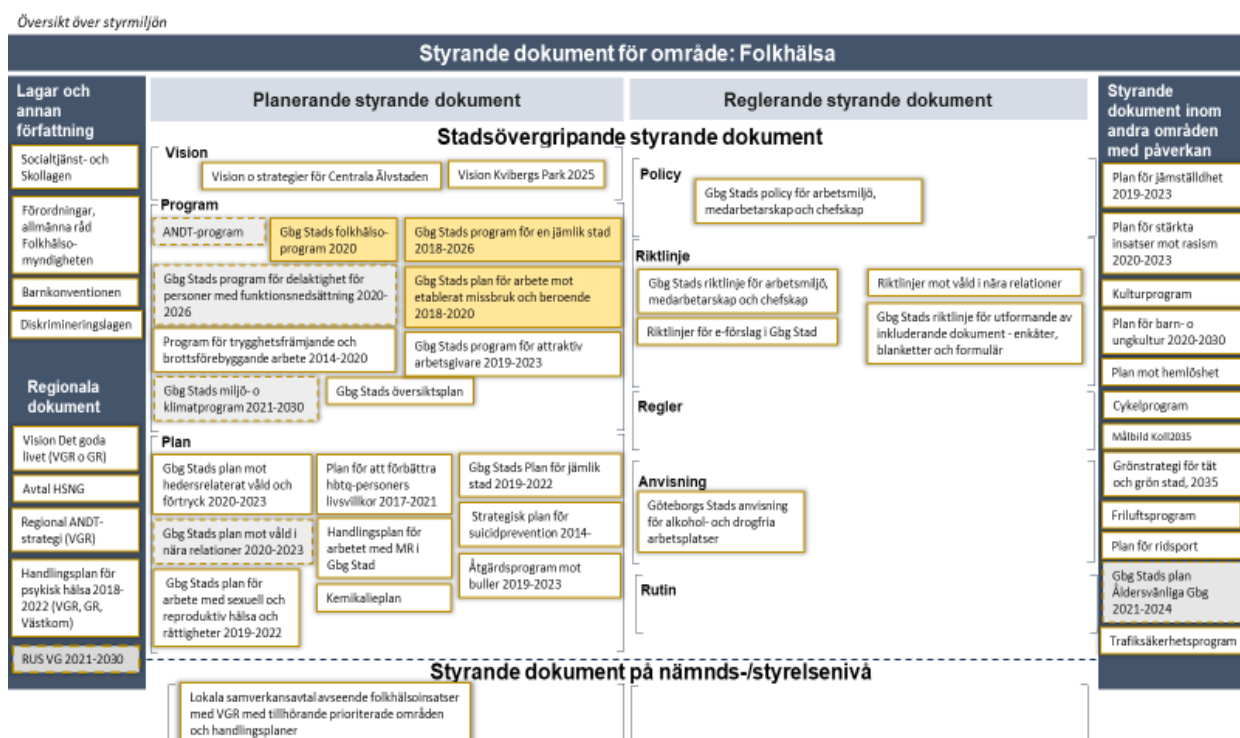 Översikt över styrmiljön
Styrande dokument för område: Folkhälsa
Lagar och
annan
författning
Socialtjänst- och
Skollagen
Förordningar,
allmänna råd
Folkhälso-
myndigheten
Barnkonventionen
Diskrimineringslagen
Regionala
dokument
Vision Det goda
livet (VGR o GR)
Avtal HSNG
Regional ANDT-
strategi (VGR)
Handlingsplan för
psykisk hälsa 2018-
2022 (VGR, GR,
Västkom)
RUS VG 2021-2030
Planerande styrande dokument
Reglerande styrande dokument
Stadsövergripande styrande dokument
Vision
Vision o strategier för Centrala Älvstaden
Vision Kvibergs Park 2025
Program
ANDT-program
Gbg Stads folkhälso-
program 2020
Gbg Stads program för en jämlik stad
2018-2026
Gbg Stads program för delaktighet för
personer med funktionsnedsättning 2020-
2026
Gbg Stads plan för arbete mot
etablerat missbruk och beroende
2018-2020
Program för trygghetsfrämjande och
brottsförebyggande arbete 2014-2020
Gbg Stads program för attraktiv
arbetsgivare 2019-2023
Gbg Stads miljö- o
klimatprogram 2021-2030
Gbg Stads översiktsplan
Plan
Gbg Stads plan mot
hedersrelaterat våld och
förtryck 2020-2023
Plan för att förbättra
hbtq-personers
livsvillkor 2017-2021
Gbg Stads Plan för jämlik
stad 2019-2022
Gbg Stads plan mot våld i
nära relationer 2020-2023
Handlingsplan för
arbetet med MR i
Gbg Stad
Strategisk plan för
suicidprevention 2014-
Gbg Stads plan för
arbete med sexuell och
reproduktiv hälsa och
rättigheter 2019-2022
Kemikalieplan
Åtgärdsprogram mot
buller 2019-2023
Policy
Gbg Stads policy för arbetsmiljö,
medarbetarskap och chefskap
Riktlinje
Gbg Stads riktlinje för arbetsmiljö,
medarbetarskap och chefskap
Riktlinjer mot våld i nära relationer
Riktlinjer för e-förslag i Gbg Stad
Gbg Stads riktlinje för utformande av
inkluderande dokument - enkäter,
blanketter och formulär
Regler
Anvisning
Göteborgs Stads anvisning
för alkohol- och drogfria
arbetsplatser
Rutin
Styrande dokument på nämnds-/styrelsenivå
Lokala samverkansavtal avseende folkhälsoinsatser
med VGR med tillhörande prioriterade områden
och handlingsplaner
Styrande
dokument inom
andra områden
med påverkan
Plan för jämställdhet
2019-2023
Plan för stärkta
insatser mot rasism
2020-2023
Kulturprogram
Plan för barn- o
ungkultur 2020-2030
Plan mot hemlöshet
Cykelprogram
Målbild Koll2035
Grönstrategi för tät
och grön stad, 2035
Friluftsprogram
Plan för ridsport
Gbg Stads plan
Åldersvänliga Gbg
2021-2024
Trafiksäkerhetsprogram